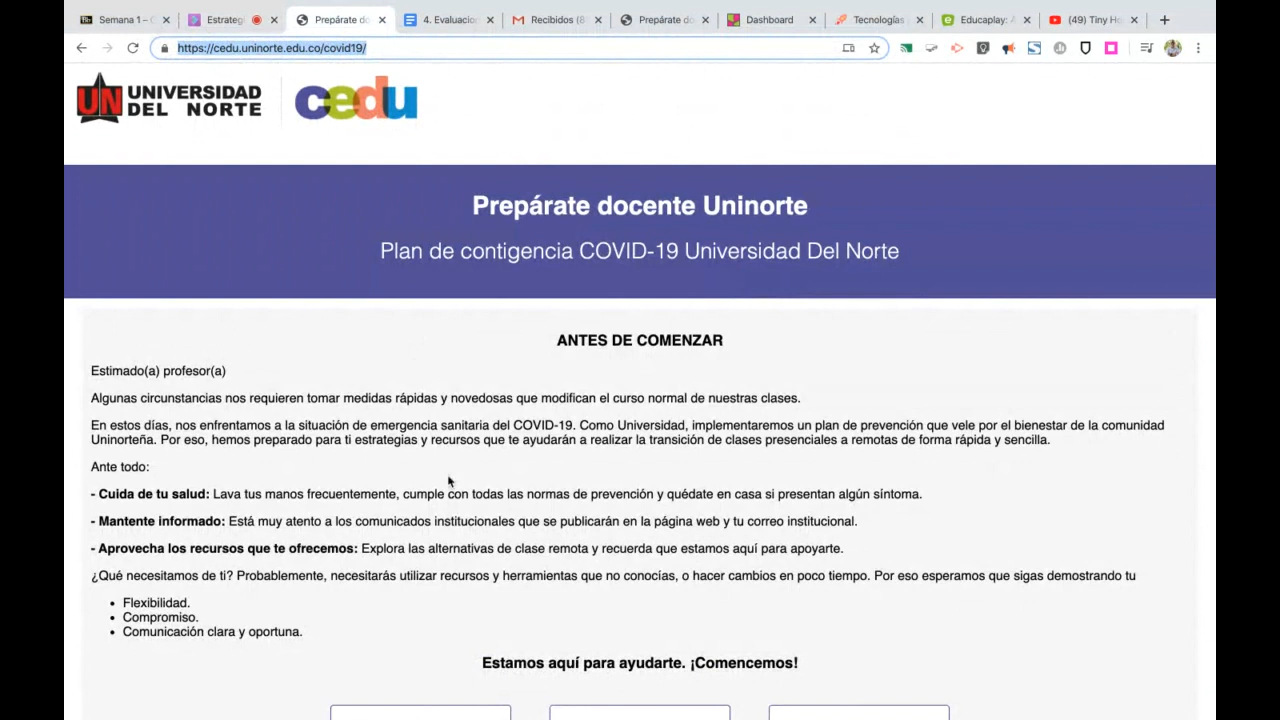 Semana 1 –
Estrateg
Prepárate do
4. Evaluacio
Recibidos (8
Prepárate do
Dashboard
Tecnologías
Educaplay:
(49) Tiny Ho
https://cedu.uninorte.edu.co/covid19/
UN UNIVERSIDAD
DEL NORTE
cedu
Prepárate docente Uninorte
Plan de contigencia COVID-19 Universidad Del Norte
ANTES DE COMENZAR
Estimado(a) profesor(a)
Algunas circunstancias nos requieren tomar medidas rápidas y novedosas que modifican el curso normal de nuestras clases.
En estos días, nos enfrentamos a la situación de emergencia sanitaria del COVID-19. Como Universidad, implementaremos un plan de prevención que vele por el bienestar de la comunidad
Uninorteña. Por eso, hemos preparado para ti estrategias y recursos que te ayudarán a realizar la transición de clases presenciales a remotas de forma rápida y sencilla.
Ante todo:
- Cuida de tu salud: Lava tus manos frecuentemente, cumple con todas las normas de prevención y quédate en casa si presentan algún síntoma.
- Mantente informado: Está muy atento a los comunicados institucionales que se publicarán en la página web y tu correo institucional.
- Aprovecha los recursos que te ofrecemos: Explora las alternativas de clase remota y recuerda que estamos aquí para apoyarte.
¿Qué necesitamos de ti? Probablemente, necesitarás utilizar recursos y herramientas que no conocías, o hacer cambios en poco tiempo. Por eso esperamos que sigas demostrando tu
• Flexibilidad.
• Compromiso.
• Comunicación clara y oportuna.
Estamos aquí para ayudarte. ¡Comencemos!